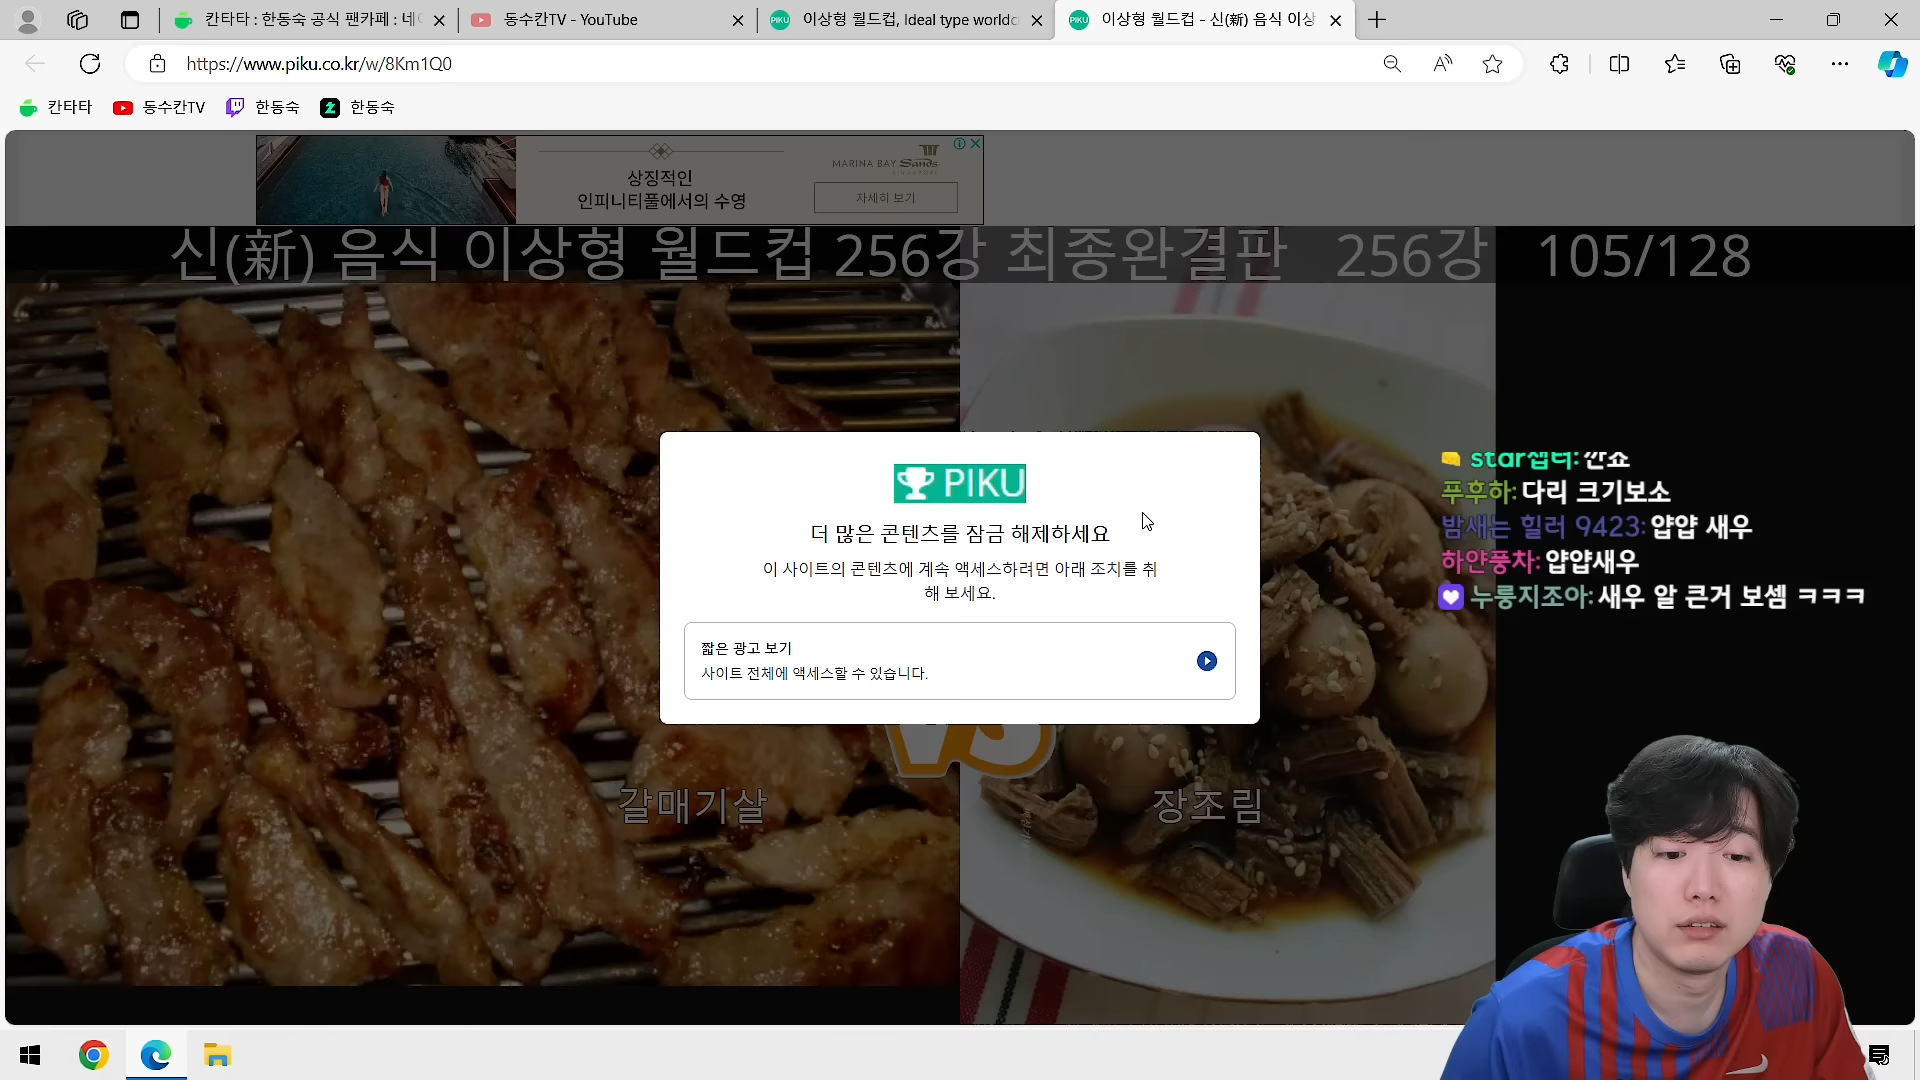 칸타타 : 한동숙 공식 팬카페 : 네
동수칸TV - YouTube
이상형 월드컵, Ideal type worldc
이상형 월드컵 - 신(新) 음식 이상
https://www.piku.co.kr/w/8Km1Q0
칸타타
동수칸TV
한동숙
한동숙
상징적인
인피니티풀에서의 수영
MARINA BAY Sands
SINGAPORE
자세히 보기
신(新) 음식 이상형 월드컵 256강 최종완결판 256강 105/128
PIKU
더 많은 콘텐츠를 잠금 해제하세요
이 사이트의 콘텐츠에 계속 액세스하려면 아래 조치를 취
해 보세요.
짧은 광고 보기
사이트 전체에 액세스할 수 있습니다.
VS
갈매기살
장조림
star챕터: 깐쇼
푸후하: 다리 크기보소
밤새는 힐러 9423: 얍얍 새우
하얀풍차: 얍얍새우
누룽지조아: 새우 알 큰거 보셈 ㅋㅋㅋ